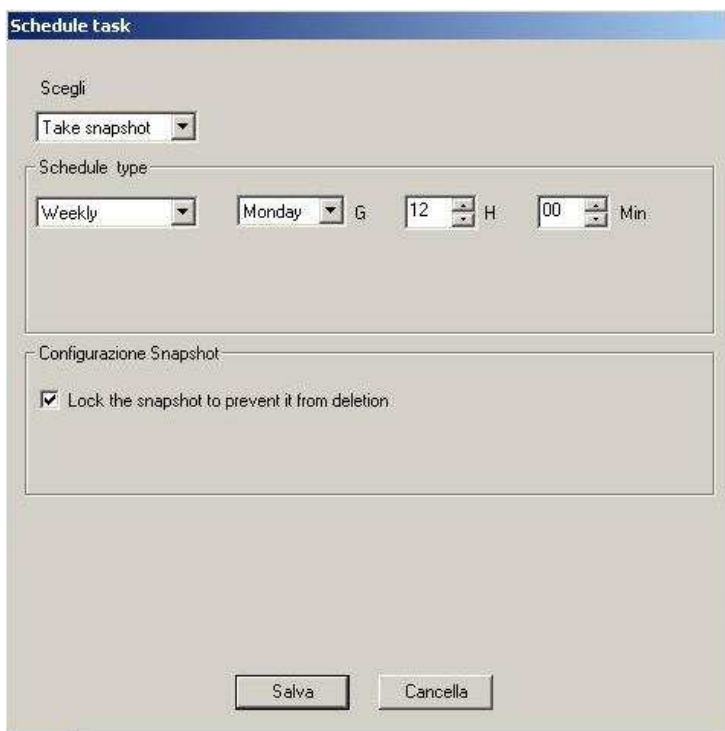 Schedule task
Scegli
Take snapshot
Schedule type
Weekly Monday G 12 H 00 Min
Configurazione Snapshot
Lock the snapshot to prevent it from deletion
Salva Cancella